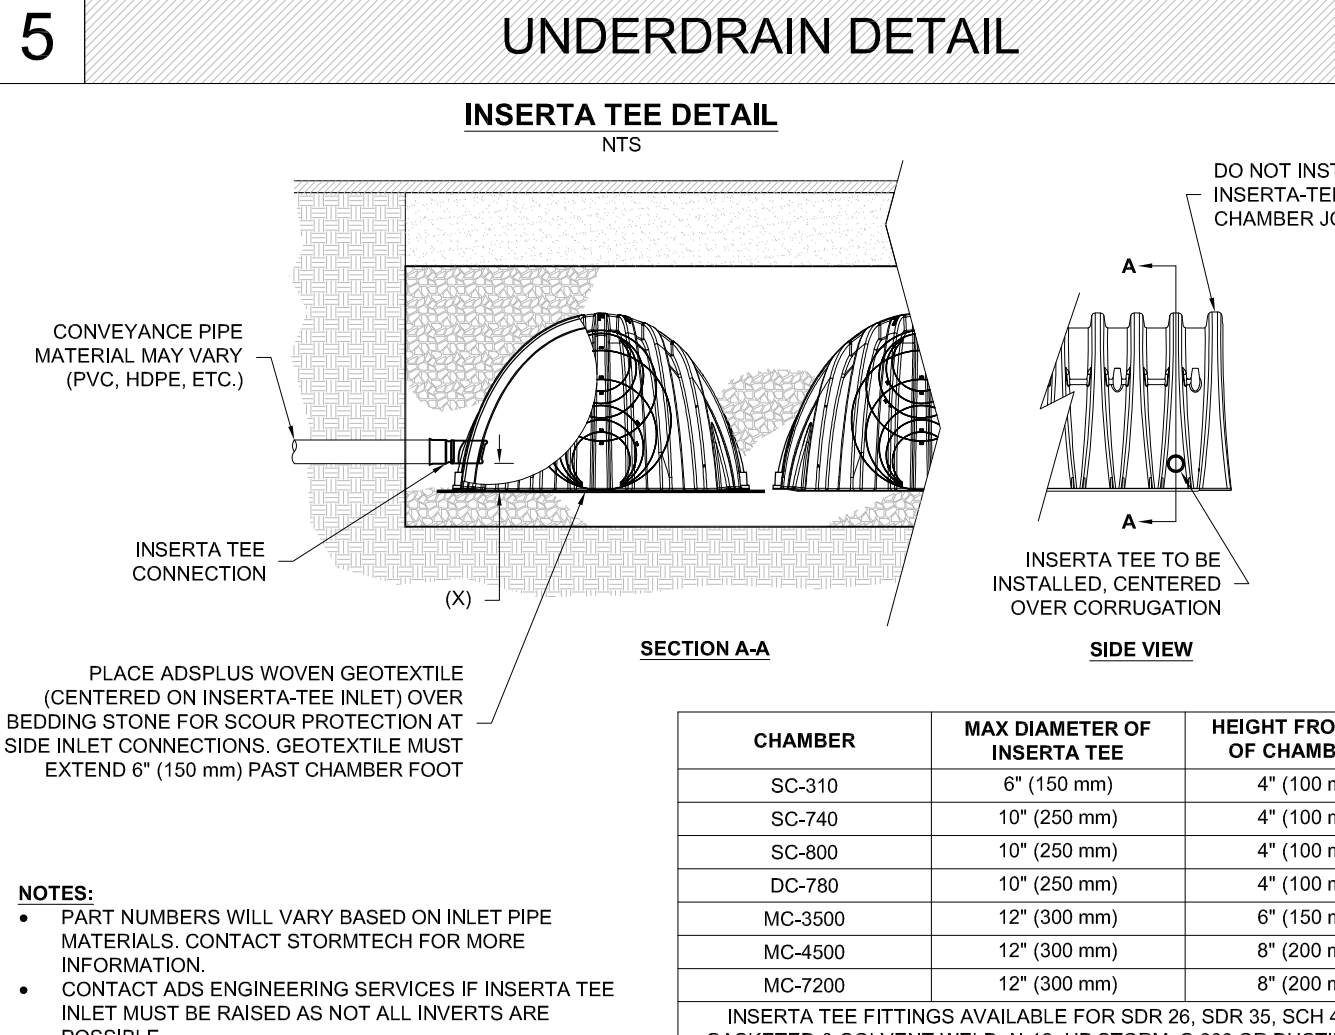 5
UNDERDRAIN DETAIL
INSERTA TEE DETAIL
NTS
DO NOT
INSERTA-TEE
CHAMBER
A
CONVEYANCE PIPE
MATERIAL MAY VARY
(PVC, HDPE, ETC.)
INSERTA TEE
CONNECTION
(X)
A
INSERTA TEE TO BE
INSTALLED, CENTERED
OVER CORRUGATION
SECTION A-A
SIDE VIEW
PLACE ADSPLUS WOVEN GEOTEXTILE
(CENTERED ON INSERTA-TEE INLET) OVER
BEDDING STONE FOR SCOUR PROTECTION AT
SIDE INLET CONNECTIONS. GEOTEXTILE MUST
EXTEND 6" (150 mm) PAST CHAMBER FOOT
CHAMBER
MAX DIAMETER OF
INSERTA TEE
HEIGHT
OF
SC-310 6" (150 mm) 4" (100
SC-740 10" (250 mm) 4" (100
SC-800 10" (250 mm) 4" (100
DC-780 10" (250 mm) 4" (100
MC-3500 12" (300 mm) 6" (150
MC-4500 12" (300 mm) 8" (200
MC-7200 12" (300 mm) 8" (200
INSERTA TEE FITTINGS AVAILABLE FOR SDR 26, SDR 35, SCH
NOTES:
• PART NUMBERS WILL VARY BASED ON INLET PIPE
MATERIALS. CONTACT STORMTECH FOR MORE
INFORMATION.
• CONTACT ADS ENGINEERING SERVICES IF INSERTA TEE
INLET MUST BE RAISED AS NOT ALL INVERTS ARE